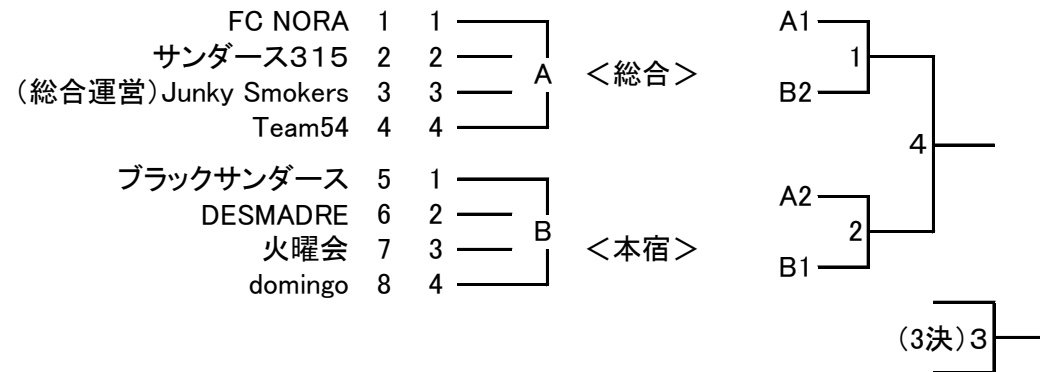 FC NORA 1 1
サンダース315 2 2
(総合運営)Junky Smokers 3 3
Team54 4 4
A <総合>
ブラックサンダース 5 1
DESMADRE 6 2
火曜会 7 3
domingo 8 4
B <本宿>
A1
1
B2
4
A2
2
B1
(3決)3